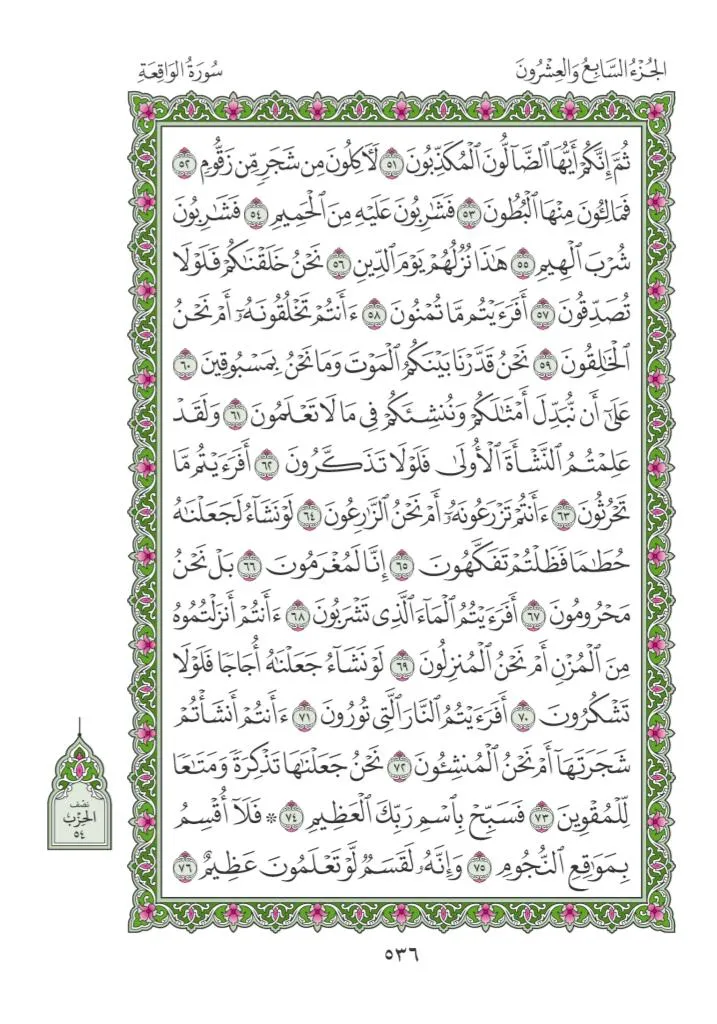 الجُزْءُ السَّابِعُ وَالعِشْرُونَ
سُورَةُ الوَاقِعَةِ
ثُمَّ إِنَّكُمْ أَيُّهَا ٱلضَّآلُّونَ ٱلْمُكَذِّبُونَ ٥١ لَأٓكِلُونَ مِن شَجَرٖ مِّن زَقُّومٖ ٥٢
فَمَالِـُٔونَ مِنْهَا ٱلْبُطُونَ ٥٣ فَشَٰرِبُونَ عَلَيْهِ مِنَ ٱلْحَمِيمِ ٥٤ فَشَٰرِبُونَ
شُرْبَ ٱلْهِيمِ ٥٥ هَٰذَا نُزُلُهُمْ يَوْمَ ٱلدِّينِ ٥٦ نَحْنُ خَلَقْنَٰكُمْ فَلَوْلَا
تُصَدِّقُونَ ٥٧ أَفَرَءَيْتُم مَّا تُمْنُونَ ٥٨ ءَأَنتُمْ تَخْلُقُونَهُۥٓ أَمْ نَحْنُ
ٱلْخَٰلِقُونَ ٥٩ نَحْنُ قَدَّرْنَا بَيْنَكُمُ ٱلْمَوْتَ وَمَا نَحْنُ بِمَسْبُوقِينَ ٦٠
عَلَىٰٓ أَن نُّبَدِّلَ أَمْثَٰلَكُمْ وَنُنشِئَكُمْ فِي مَا لَا تَعْلَمُونَ ٦١ وَلَقَدْ
عَلِمْتُمُ ٱلنَّشْأَةَ ٱلْأُولَىٰ فَلَوْلَا تَذَكَّرُونَ ٦٢ أَفَرَءَيْتُم مَّا
تَحْرُثُونَ ٦٣ ءَأَنتُمْ تَزْرَعُونَهُۥٓ أَمْ نَحْنُ ٱلزَّٰرِعُونَ ٦٤ لَوْ نَشَآءُ لَجَعَلْنَٰهُ
حُطَٰمٗا فَظَلْتُمْ تَفَكَّهُونَ ٦٥ إِنَّا لَمُغْرَمُونَ ٦٦ بَلْ نَحْنُ
مَحْرُومُونَ ٦٧ أَفَرَءَيْتُمُ ٱلْمَآءَ ٱلَّذِي تَشْرَبُونَ ٦٨ ءَأَنتُمْ أَنزَلْتُمُوهُ
مِنَ ٱلْمُزْنِ أَمْ نَحْنُ ٱلْمُنزِلُونَ ٦٩ لَوْ نَشَآءُ جَعَلْنَٰهُ أُجَاجٗا فَلَوْلَا
تَشْكُرُونَ ٧٠ أَفَرَءَيْتُمُ ٱلنَّارَ ٱلَّتِي تُورُونَ ٧١ ءَأَنتُمْ أَنشَأْتُمْ
شَجَرَتَهَآ أَمْ نَحْنُ ٱلْمُنشِـُٔونَ ٧٢ نَحْنُ جَعَلْنَٰهَا تَذْكِرَةٗ وَمَتَٰعٗا
لِّلْمُقْوِينَ ٧٣ فَسَبِّحْ بِٱسْمِ رَبِّكَ ٱلْعَظِيمِ ٧٤ ۞ فَلَآ أُقْسِمُ
بِمَوَٰقِعِ ٱلنُّجُومِ ٧٥ وَإِنَّهُۥ لَقَسَمٞ لَّوْ تَعْلَمُونَ عَظِيمٌ ٧٦
نصف
الحزب
٥٤
٥٣٦